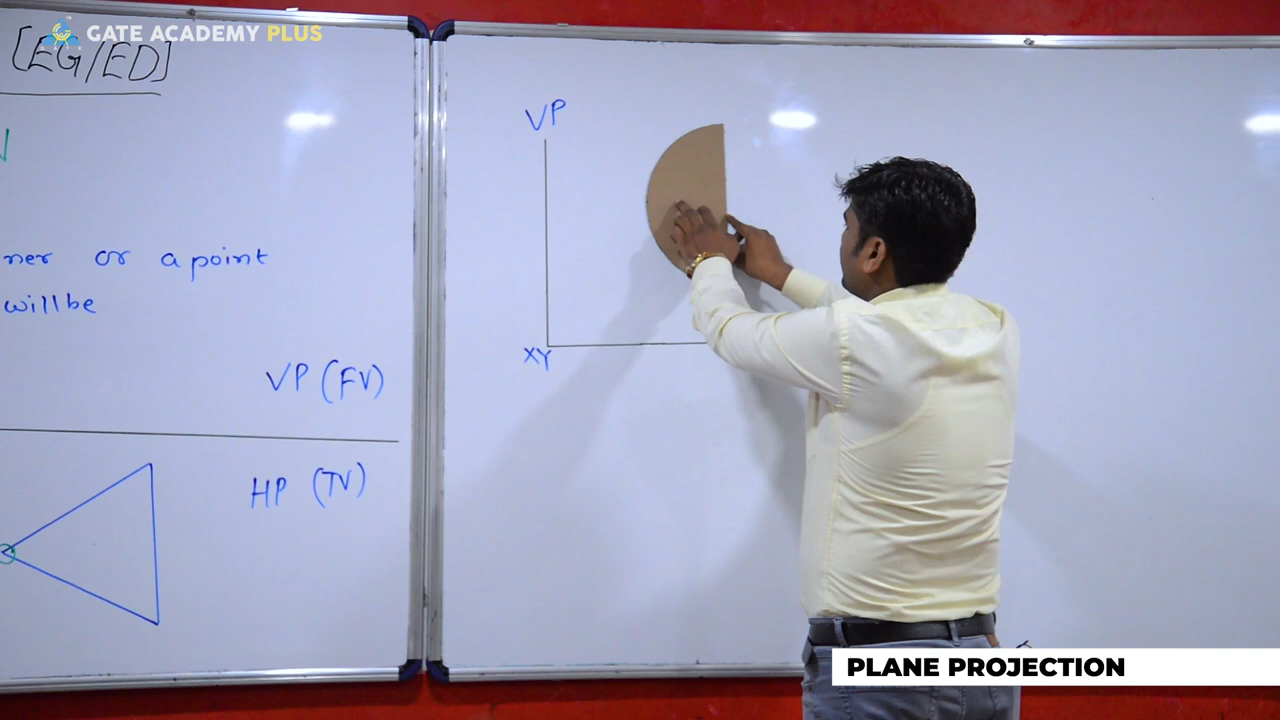 GATE ACADEMY PLUS
[EG/ED]
ner or a point
will be
VP (FV)
HP (TV)
VP
XY
PLANE PROJECTION